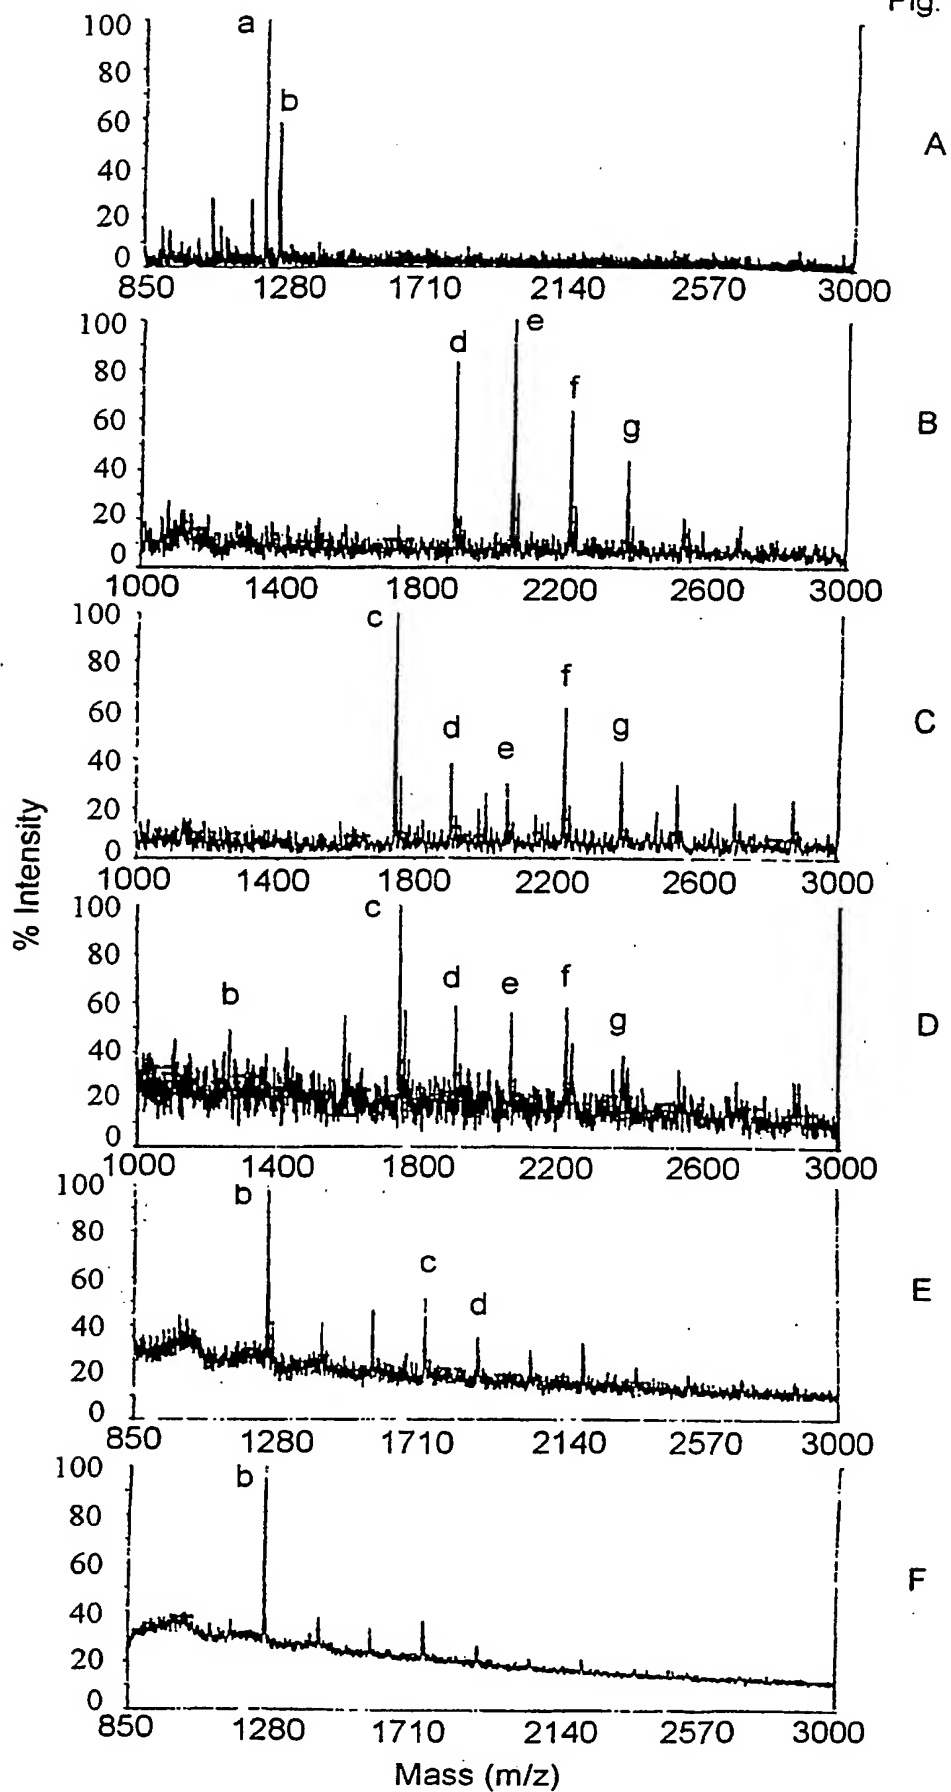 Fig.
100 a
80
b
60
A
40
20
0
850 1280 1710 2140 2570 3000
100 e
d
80
f
60
g B
40
20
0
1000 1400 1800 2200 2600 3000
100 c
80
f
60
d g C
e
40
20
0
1000 1400 1800 2200 2600 3000
% Intensity
100 c
80
d e f
b
60
g D
40
20
0
1000 1400 1800 2200 2600 3000
100 b
80
c
60
d E
40
20
0
850 1280 1710 2140 2570 3000
100 b
80
60
F
40
20
0
850 1280 1710 2140 2570 3000
Mass (m/z)